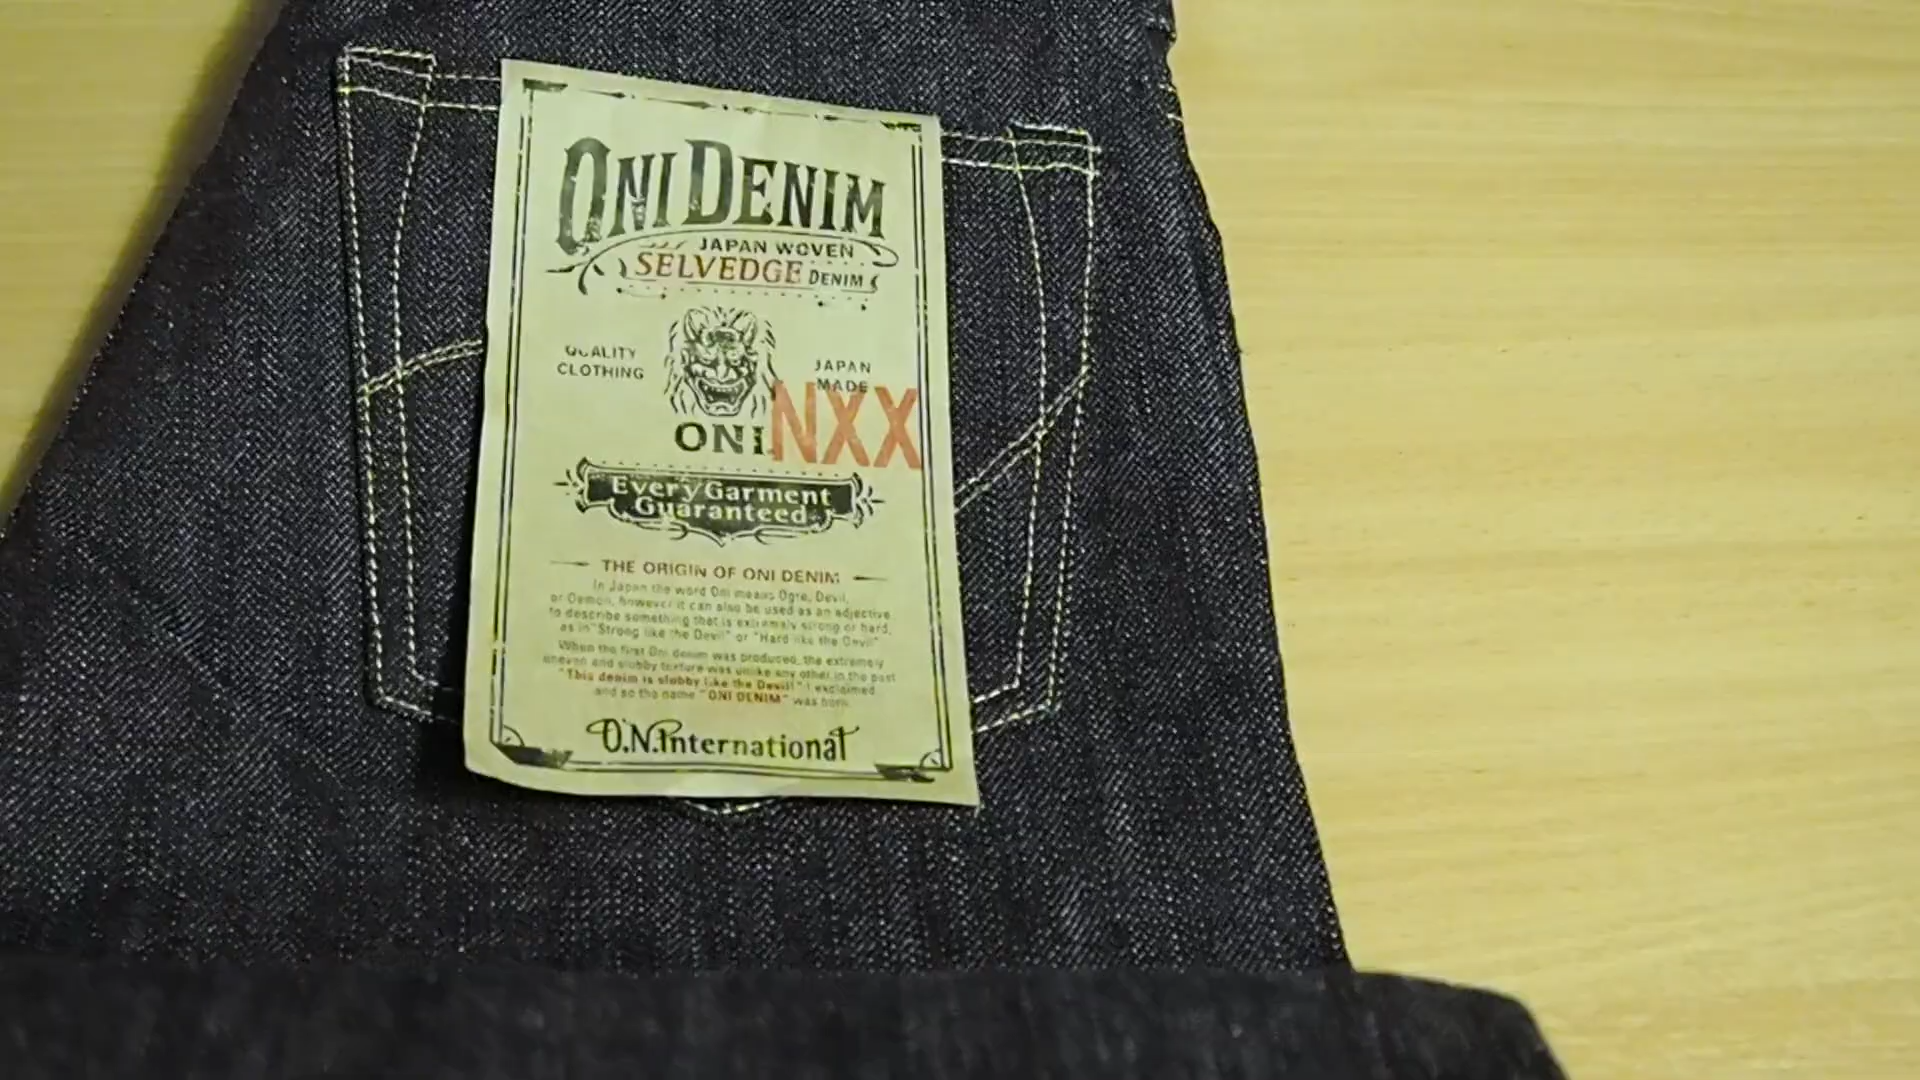 ONI DENIM
JAPAN WOVEN
SELVEDGE DENIM
QUALITY
CLOTHING
JAPAN
MADE
NXX
ONI
Every Garment
Guaranteed
THE ORIGIN OF ONI DENIM
In Japan the word Oni means Ogre, Devil,
or Demon, however it can also be used as an adjective
to describe something that is extremely strong or hard,
as in "Strong like the Devil" or "Hard like the Devil"
When the first Oni denim was produced, the extremely
uneven and slubby texture was unlike any other in the past
"This denim is slubby like the Devil!" I exclaimed
and so the name "ONI DENIM" was born.
O.N.International